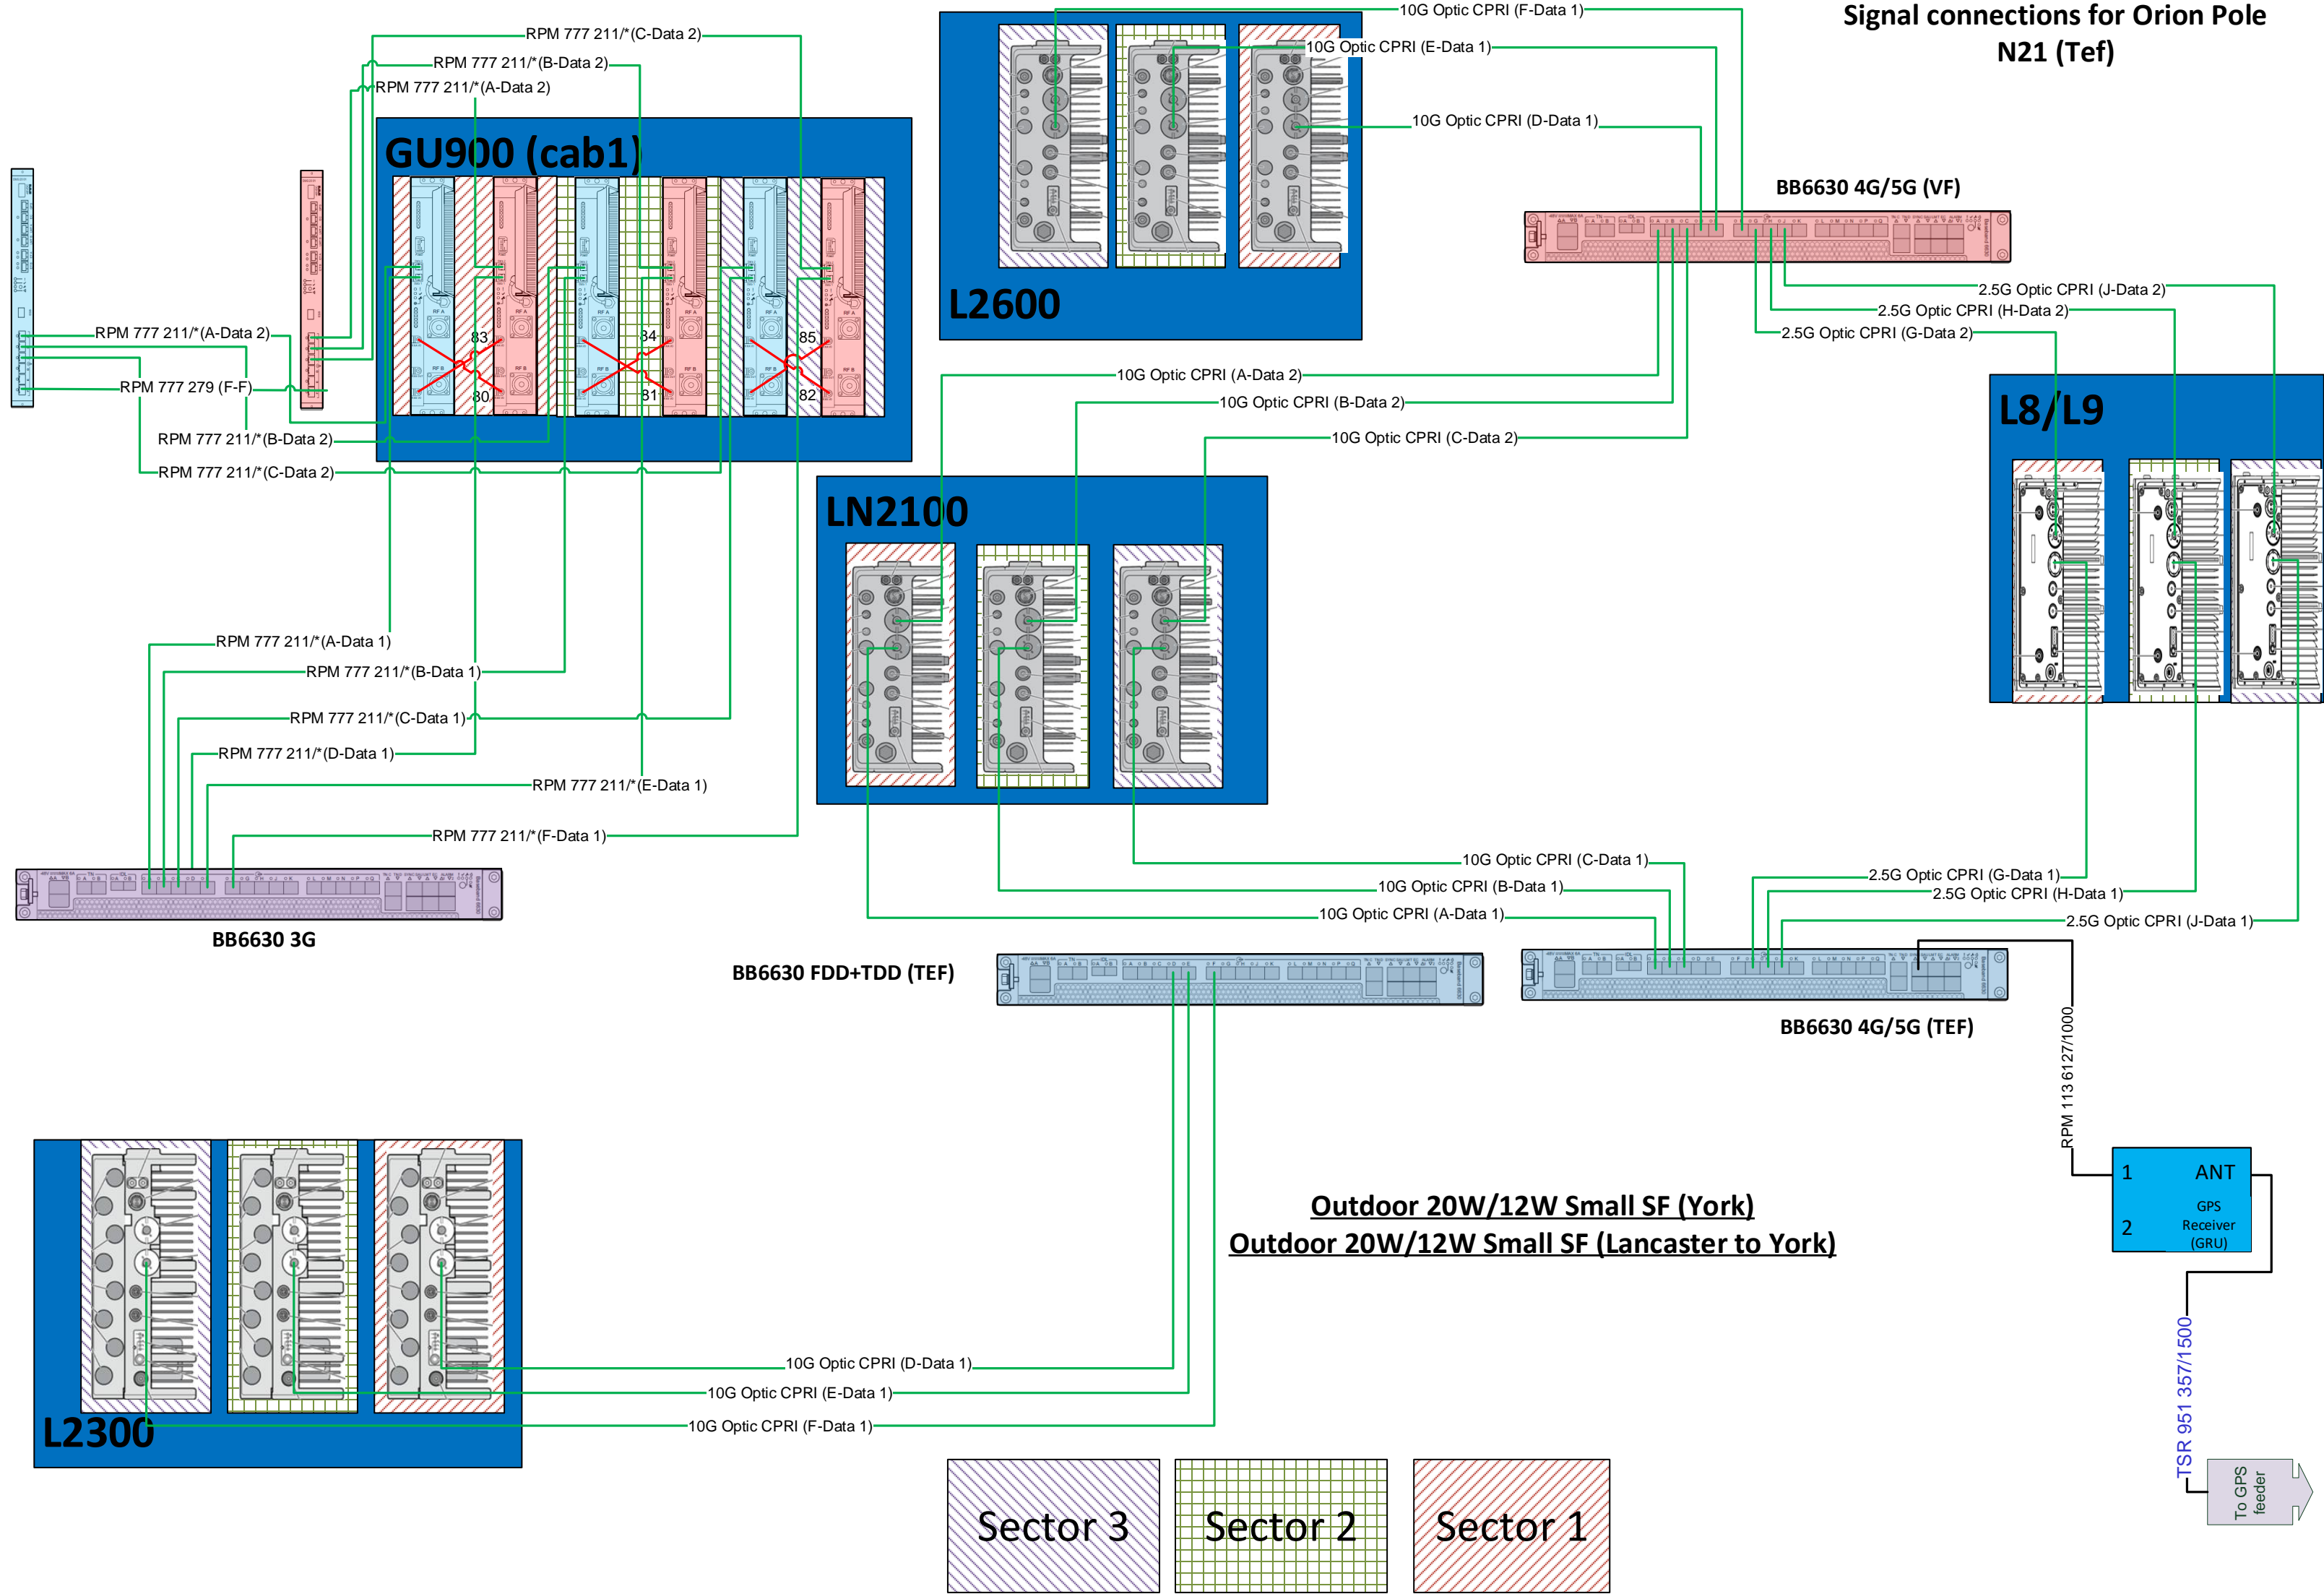 Signal connections for Orion Pole
N21 (Tef)
10G Optic CPRI (F-Data 1)
10G Optic CPRI (E-Data 1)
10G Optic CPRI (D-Data 1)
L2600
RPM 777 211/*(C-Data 2)
RPM 777 211/*(B-Data 2)
RPM 777 211/*(A-Data 2)
GU900 (cab1)
RF A
RF A
RF A
RF A
RF A
RF A
83
84
85
RF B
RF B
RF B
RF B
RF B
RF B
80
81
82
RPM 777 211/*(A-Data 2)
RPM 777 279 (F-F)
RPM 777 211/*(B-Data 2)
RPM 777 211/*(C-Data 2)
BB6630 4G/5G (VF)
2.5G Optic CPRI (J-Data 2)
2.5G Optic CPRI (H-Data 2)
2.5G Optic CPRI (G-Data 2)
10G Optic CPRI (A-Data 2)
10G Optic CPRI (B-Data 2)
10G Optic CPRI (C-Data 2)
L8/L9
LN2100
RPM 777 211/*(A-Data 1)
RPM 777 211/*(B-Data 1)
RPM 777 211/*(C-Data 1)
RPM 777 211/*(D-Data 1)
RPM 777 211/*(E-Data 1)
RPM 777 211/*(F-Data 1)
BB6630 3G
10G Optic CPRI (C-Data 1)
10G Optic CPRI (B-Data 1)
10G Optic CPRI (A-Data 1)
2.5G Optic CPRI (G-Data 1)
2.5G Optic CPRI (H-Data 1)
2.5G Optic CPRI (J-Data 1)
BB6630 FDD+TDD (TEF)
BB6630 4G/5G (TEF)
RPM 113 6127/1000
1 ANT
2
GPS
Receiver
(GRU)
TSR 951 357/1500
To GPS
feeder
Outdoor 20W/12W Small SF (York)
Outdoor 20W/12W Small SF (Lancaster to York)
L2300
10G Optic CPRI (D-Data 1)
10G Optic CPRI (E-Data 1)
10G Optic CPRI (F-Data 1)
Sector 3
Sector 2
Sector 1